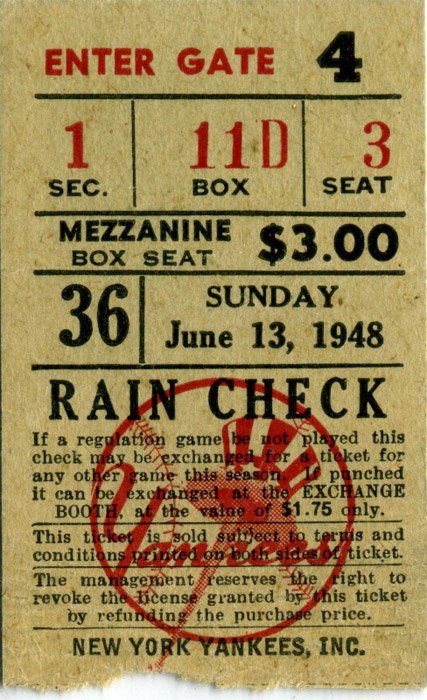 ENTER GATE 4
1 11D 3
SEC. BOX SEAT
MEZZANINE
BOX SEAT $3.00
36 SUNDAY
June 13, 1948
RAIN CHECK
If a regulation game be not played this
check may be exchanged for a ticket for
any other game this season. If punched
it can be exchanged at the EXCHANGE
BOOTH, at the value of $1.75 only.
This ticket is sold subject to terms and
conditions printed on both sides of ticket.
Yankees
The management reserves the right to
revoke the license granted by this ticket
by refunding the purchase price.
NEW YORK YANKEES, INC.